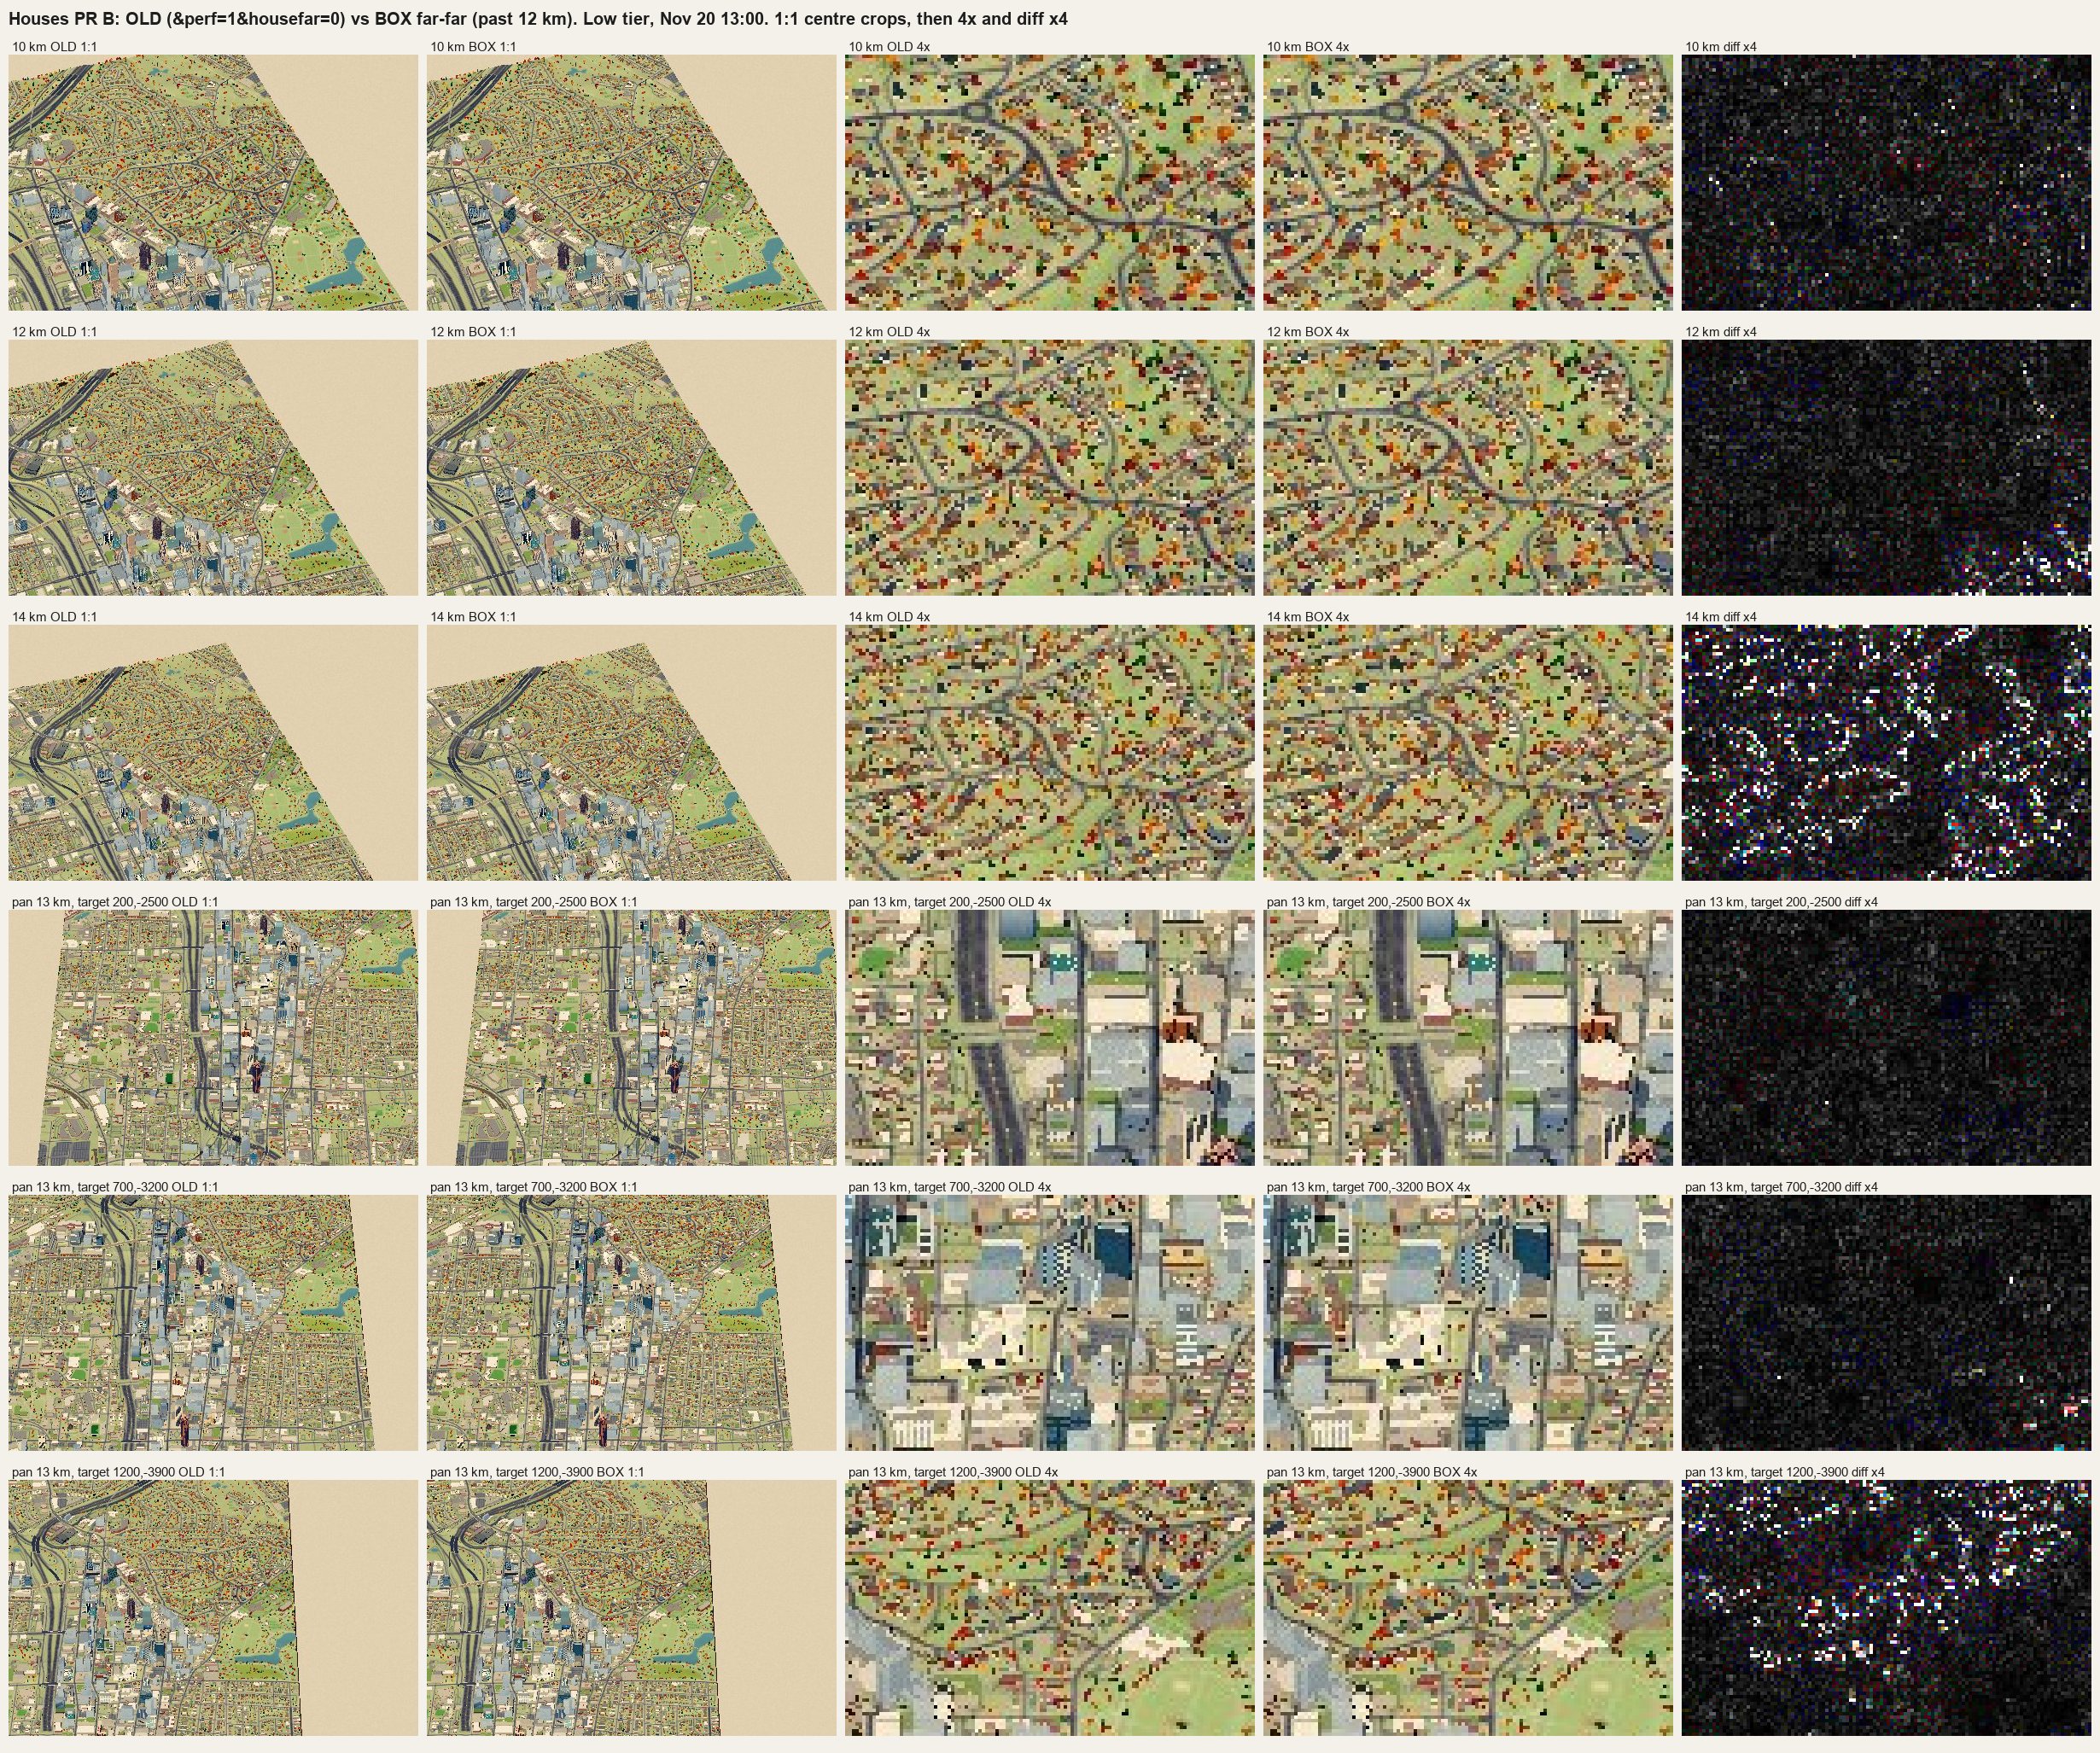 Houses PR B: OLD (&perf=1&housefar=0) vs BOX far-far (past 12 km). Low tier, Nov 20 13:00. 1:1 centre crops, then 4x and diff x4
10 km OLD 1:1
10 km BOX 1:1
10 km OLD 4x
10 km BOX 4x
10 km diff x4
12 km OLD 1:1
12 km BOX 1:1
12 km OLD 4x
12 km BOX 4x
12 km diff x4
14 km OLD 1:1
14 km BOX 1:1
14 km OLD 4x
14 km BOX 4x
14 km diff x4
pan 13 km, target 200,-2500 OLD 1:1
pan 13 km, target 200,-2500 BOX 1:1
pan 13 km, target 200,-2500 OLD 4x
pan 13 km, target 200,-2500 BOX 4x
pan 13 km, target 200,-2500 diff x4
pan 13 km, target 700,-3200 OLD 1:1
pan 13 km, target 700,-3200 BOX 1:1
pan 13 km, target 700,-3200 OLD 4x
pan 13 km, target 700,-3200 BOX 4x
pan 13 km, target 700,-3200 diff x4
pan 13 km, target 1200,-3900 OLD 1:1
pan 13 km, target 1200,-3900 BOX 1:1
pan 13 km, target 1200,-3900 OLD 4x
pan 13 km, target 1200,-3900 BOX 4x
pan 13 km, target 1200,-3900 diff x4